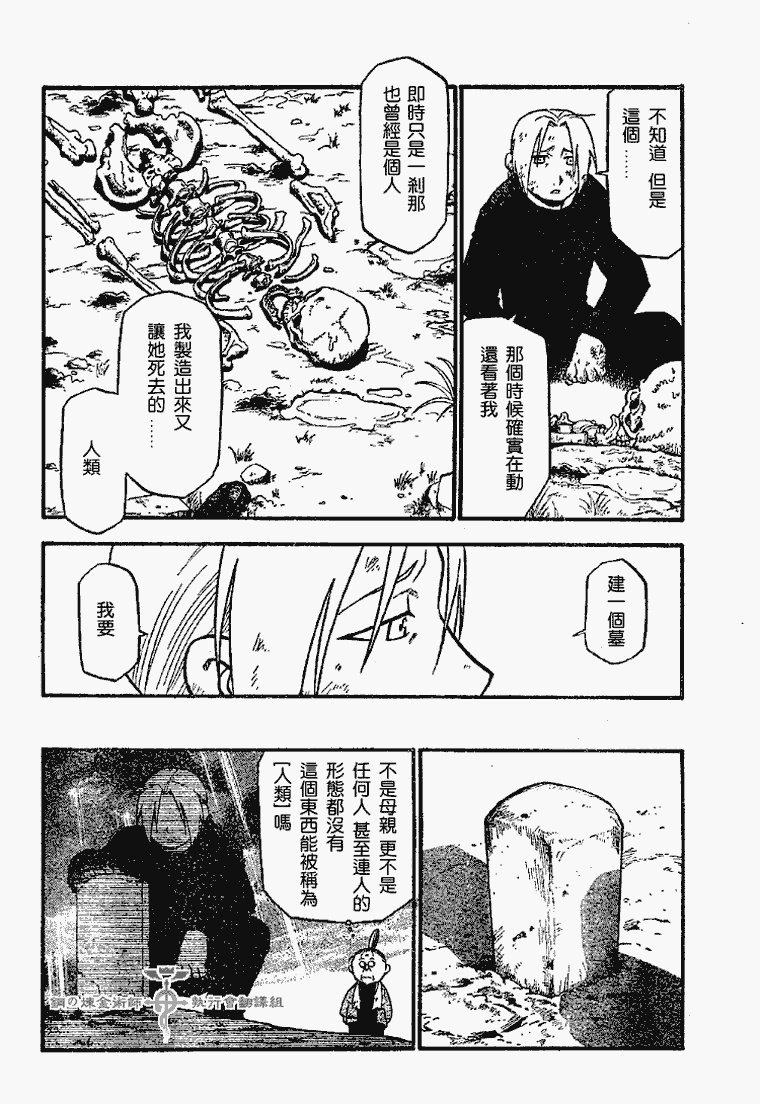 不知道 但是
這個……
那個時候確實在動
還看著我
即時只是一剎那
也曾經是個人
我製造出來又
讓她死去的……
人類
建一個墓
我要
不是母親 更不是
任何人 甚至連人的
形態都沒有
這個東西能被稱為
[人類]嗎
?
鋼の煉金術師 執行會翻譯組